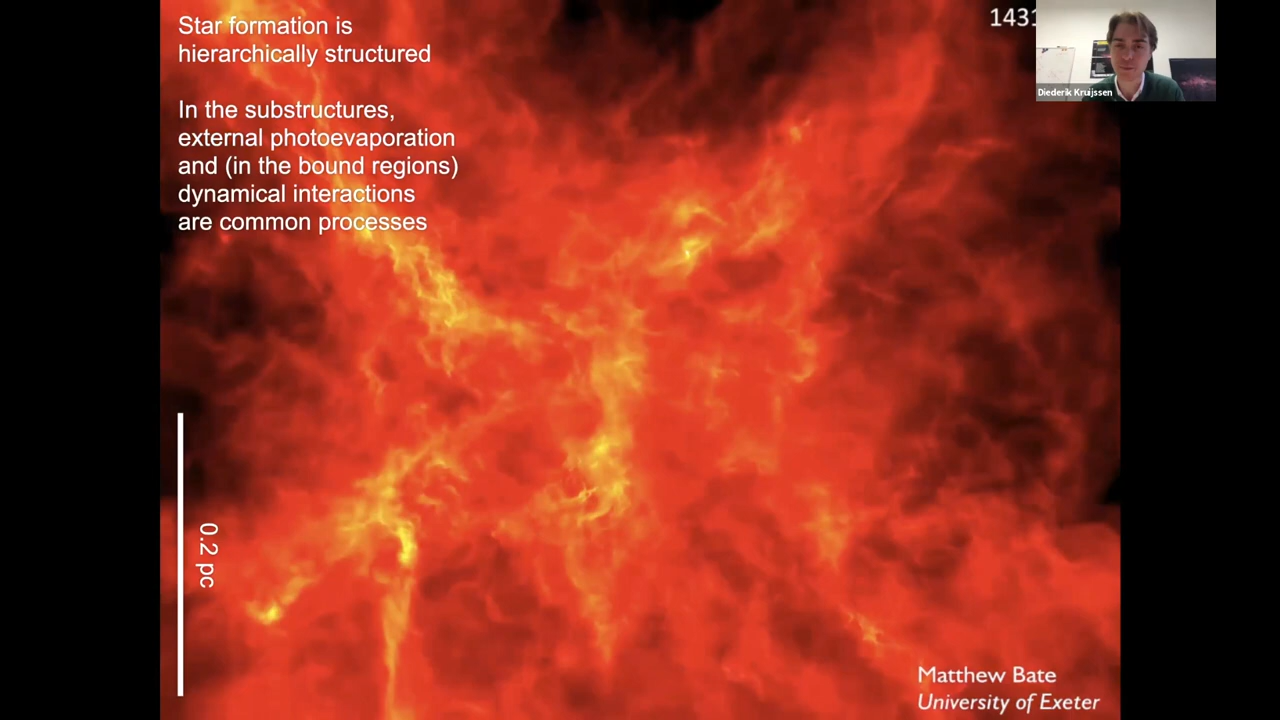 Star formation is
hierarchically structured
In the substructures,
external photoevaporation
and (in the bound regions)
dynamical interactions
are common processes
1431
Diederik Kruijssen
0.2 pc
Matthew Bate
University of Exeter